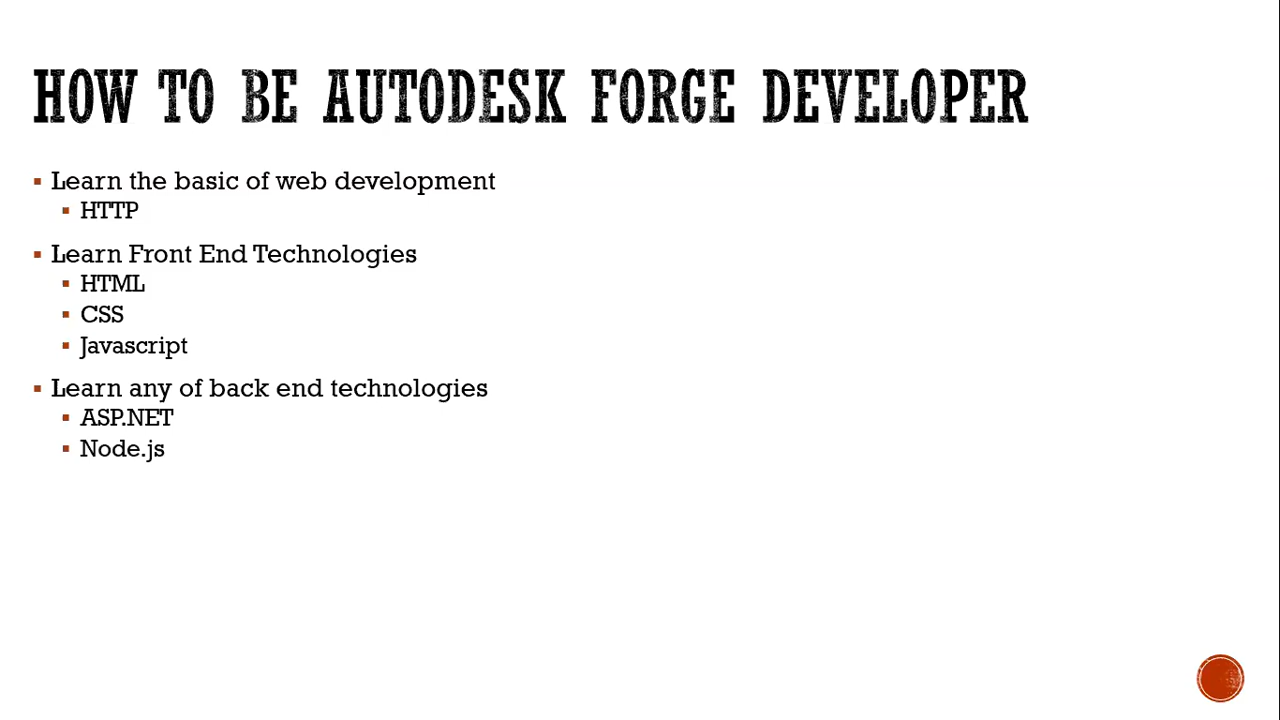 HOW TO BE AUTODESK FORGE DEVELOPER
Learn the basic of web development
HTTP
Learn Front End Technologies
HTML
CSS
Javascript
Learn any of back end technologies
ASP.NET
Node.js